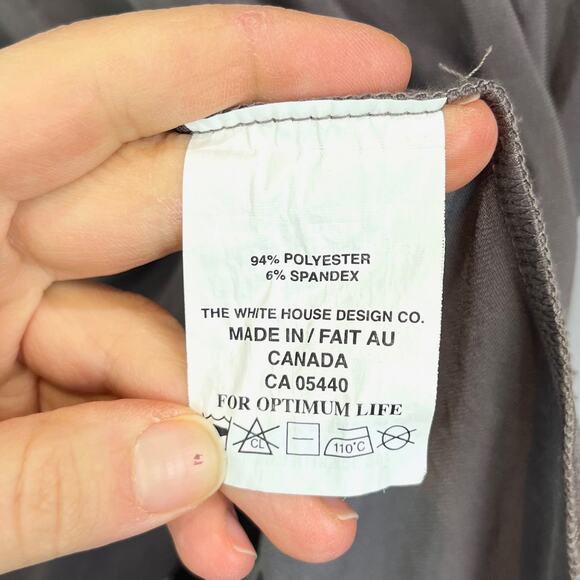 94% POLYESTER
6% SPANDEX
THE WHITE HOUSE DESIGN CO.
MADE IN / FAIT AU
CANADA
CA 05440
FOR OPTIMUM LIFE
CL
110°C